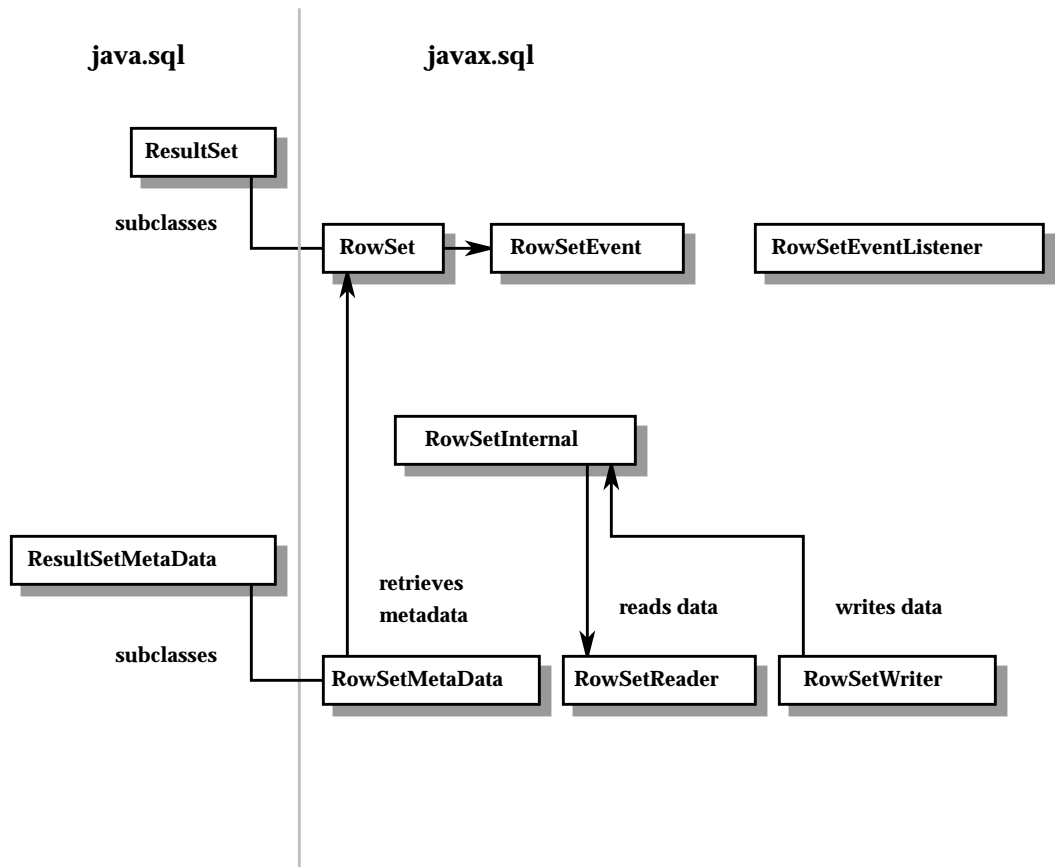 java.sql
javax.sql
ResultSet
subclasses
RowSet
RowSetEvent
RowSetEventListener
RowSetInternal
ResultSetMetaData
retrieves
metadata
reads data
writes data
subclasses
RowSetMetaData
RowSetReader
RowSetWriter